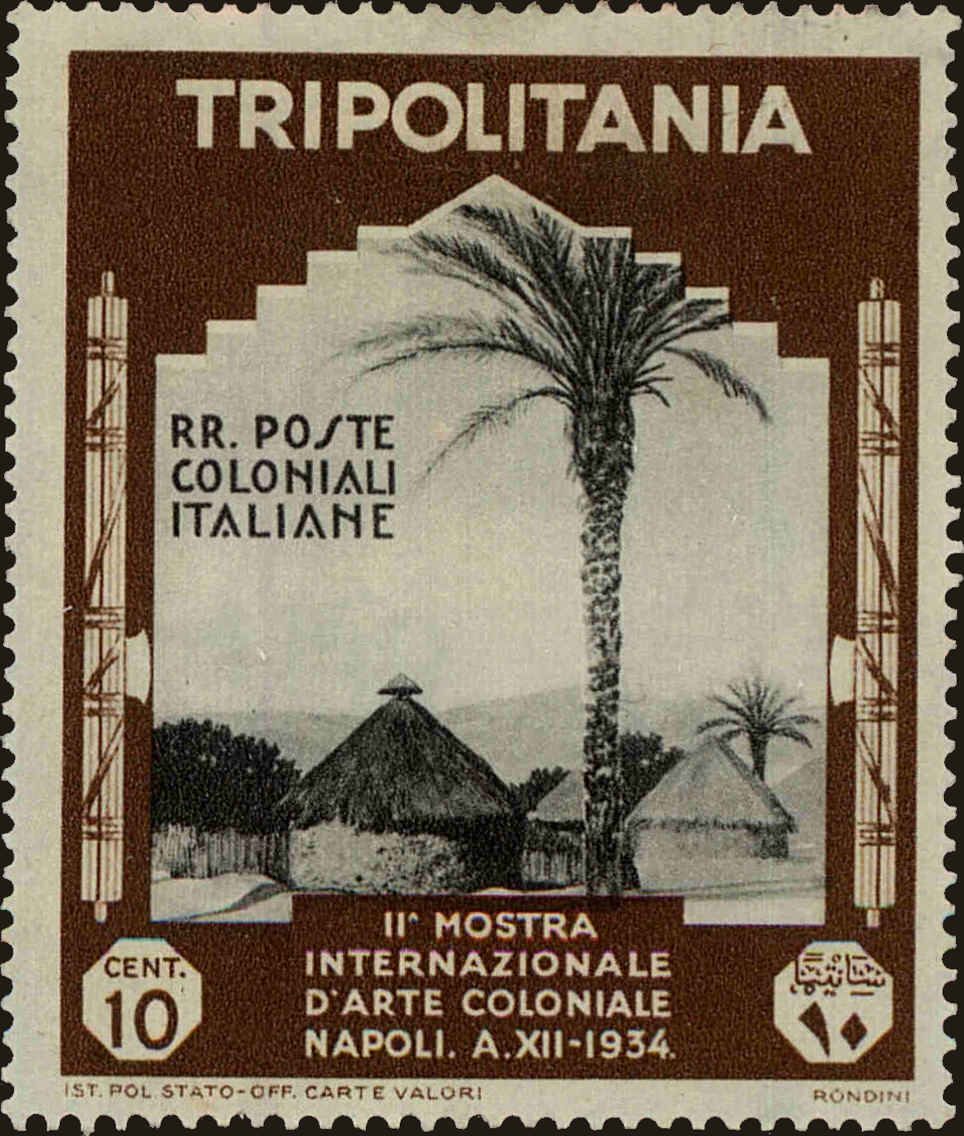 TRIPOLITANIA
RR. POSTE
COLONIALI
ITALIANE
II^ MOSTRA
INTERNAZIONALE
D'ARTE COLONIALE
NAPOLI. A.XII-1934.
CENT.
10
١٠
IST. POL. STATO-OFF. CARTE VALORI
RONDINI